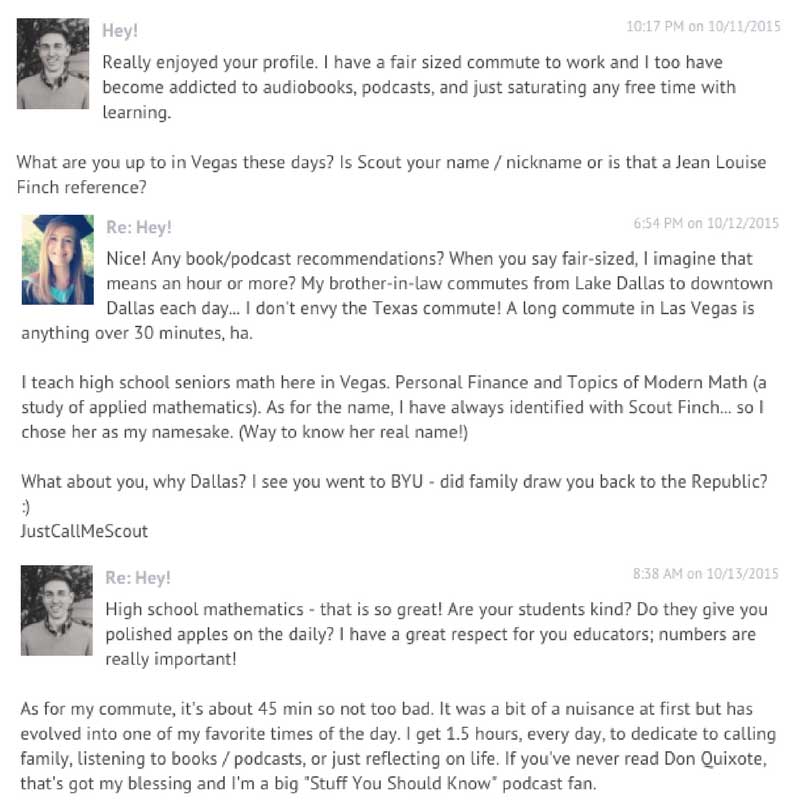 Hey!
10:17 PM on 10/11/2015
Really enjoyed your profile. I have a fair sized commute to work and I too have
become addicted to audiobooks, podcasts, and just saturating any free time with
learning.
What are you up to in Vegas these days? Is Scout your name / nickname or is that a Jean Louise
Finch reference?
Re: Hey!
6:54 PM on 10/12/2015
Nice! Any book/podcast recommendations? When you say fair-sized, I imagine that
means an hour or more? My brother-in-law commutes from Lake Dallas to downtown
Dallas each day... I don't envy the Texas commute! A long commute in Las Vegas is
anything over 30 minutes, ha.
I teach high school seniors math here in Vegas. Personal Finance and Topics of Modern Math (a
study of applied mathematics). As for the name, I have always identified with Scout Finch... so I
chose her as my namesake. (Way to know her real name!)
What about you, why Dallas? I see you went to BYU - did family draw you back to the Republic?
:)
JustCallMeScout
Re: Hey!
8:38 AM on 10/13/2015
High school mathematics - that is so great! Are your students kind? Do they give you
polished apples on the daily? I have a great respect for you educators; numbers are
really important!
As for my commute, it's about 45 min so not too bad. It was a bit of a nuisance at first but has
evolved into one of my favorite times of the day. I get 1.5 hours, every day, to dedicate to calling
family, listening to books / podcasts, or just reflecting on life. If you've never read Don Quixote,
that's got my blessing and I'm a big "Stuff You Should Know" podcast fan.